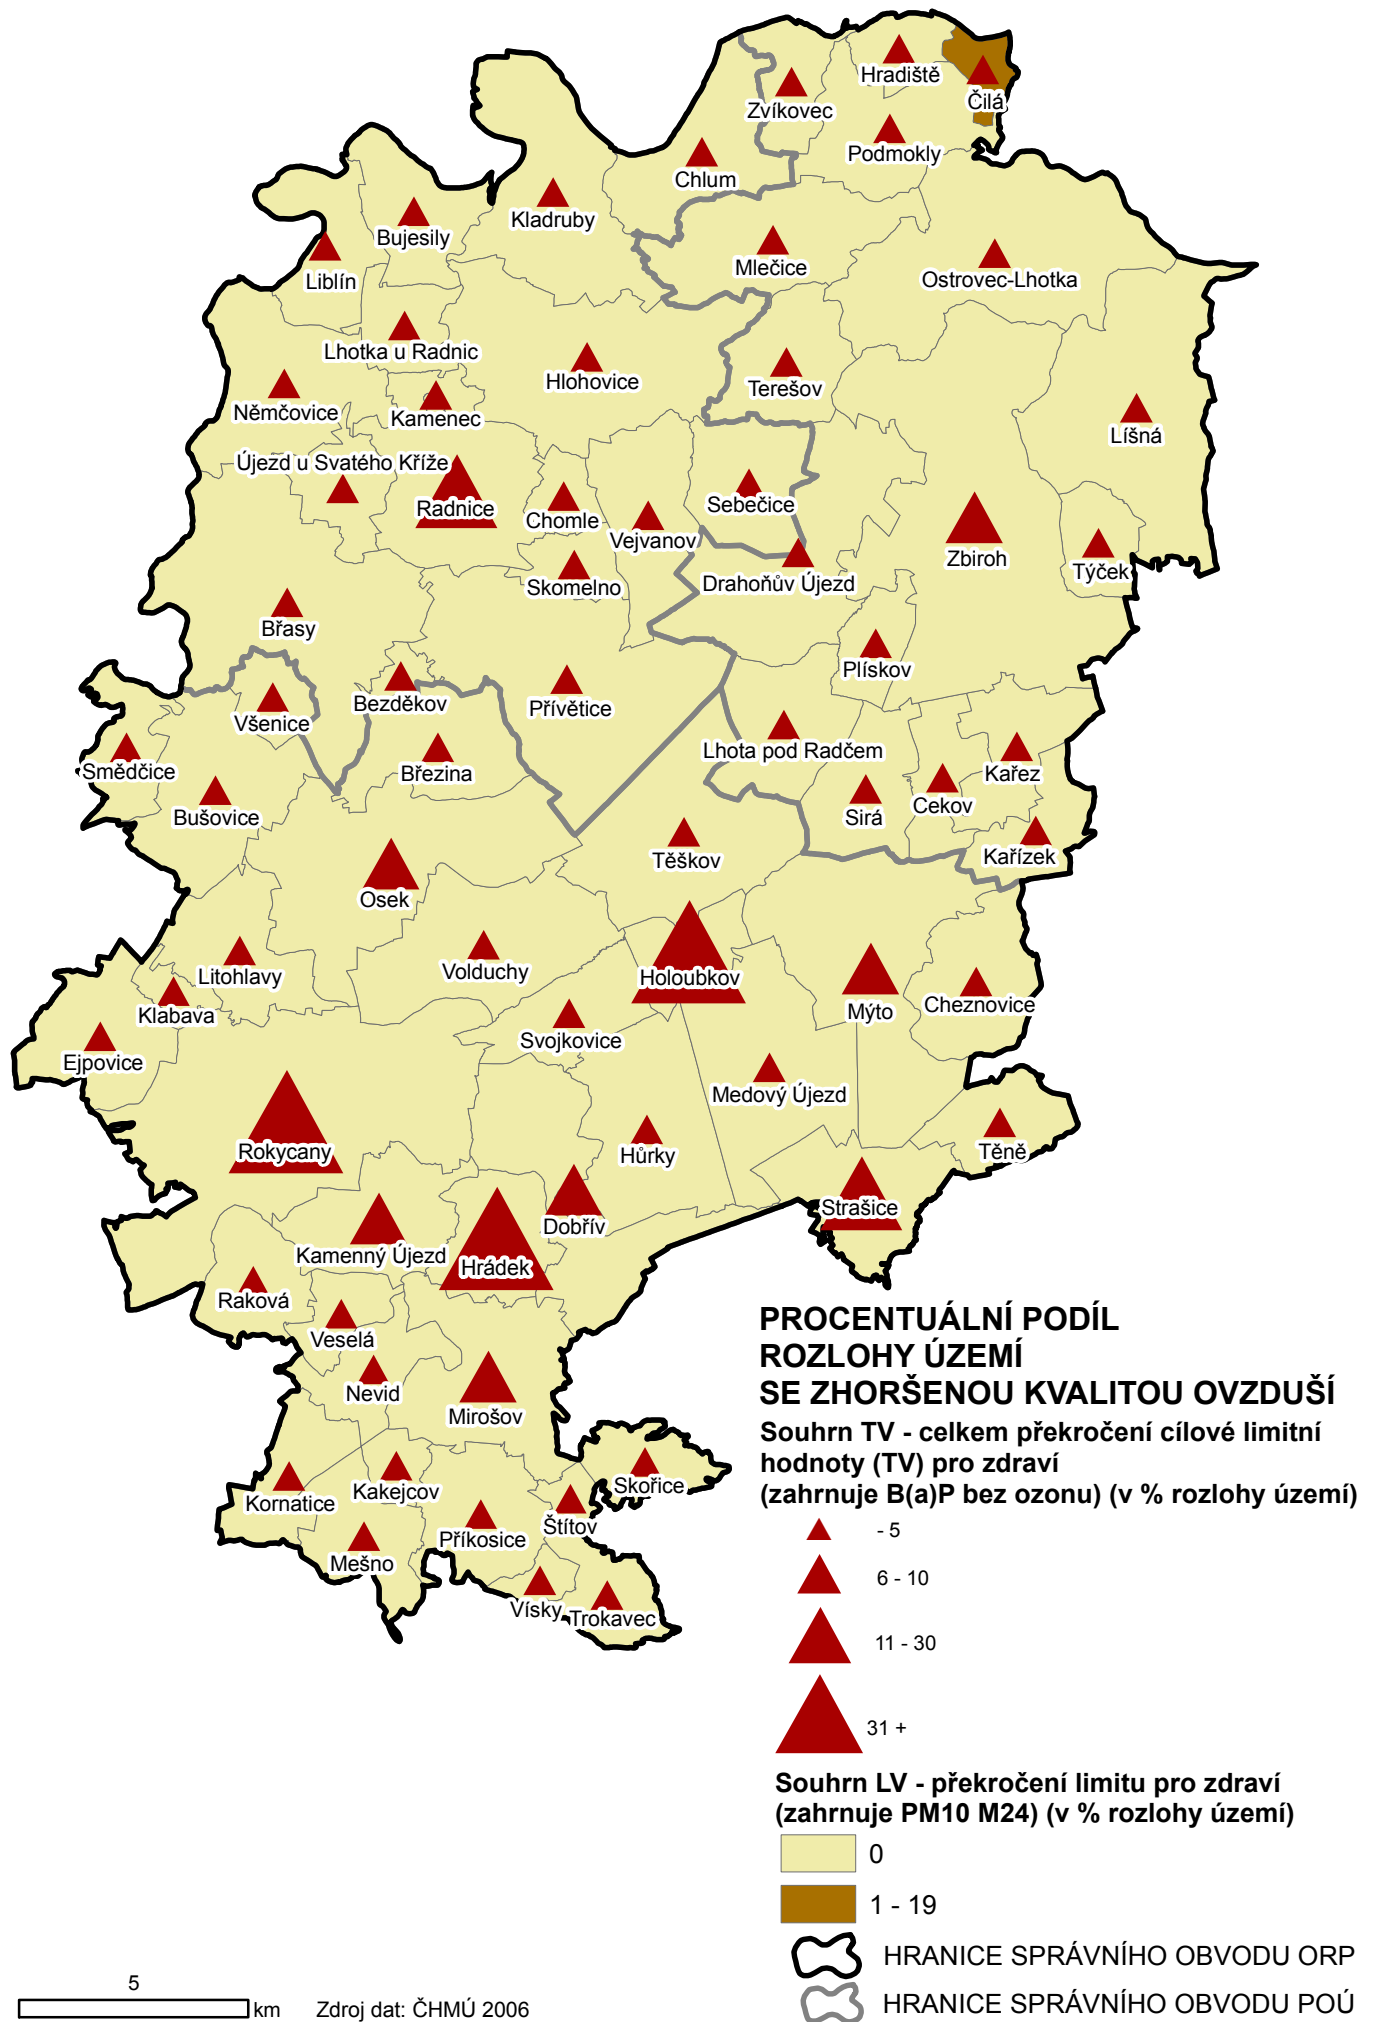 Hradiště
Čilá
Zvíkovec
Podmokly
Chlum
Kladruby
Bujesily
Mlečice
Liblín
Ostrovec-Lhotka
Lhotka u Radnic
Hlohovice
Terešov
Němčovice
Kamenec
Líšná
Újezd u Svatého Kříže
Radnice
Chomle
Sebečice
Vejvanov
Zbiroh
Týček
Skomelno
Drahoňův Újezd
Břasy
Plískov
Bezděkov
Přívětice
Všenice
Lhota pod Radčem
Smědčice
Březina
Kařez
Bušovice
Sirá
Cekov
Těškov
Kařízek
Osek
Litohlavy
Volduchy
Holoubkov
Mýto
Cheznovice
Klabava
Svojkovice
Ejpovice
Medový Újezd
Rokycany
Hůrky
Těně
Strašice
Dobřív
Kamenný Újezd
Hrádek
Raková
Veselá
Nevid
Mirošov
Skořice
Kornatice
Kakejcov
Štítov
Příkosice
Mešno
Vísky
Trokavec
PROCENTUÁLNÍ PODÍL
ROZLOHY ÚZEMÍ
SE ZHORŠENOU KVALITOU OVZDUŠÍ
Souhrn TV - celkem překročení cílové limitní
hodnoty (TV) pro zdraví
(zahrnuje B(a)P bez ozonu) (v % rozlohy území)
- 5
6 - 10
11 - 30
31 +
Souhrn LV - překročení limitu pro zdraví
(zahrnuje PM10 M24) (v % rozlohy území)
0
1 - 19
HRANICE SPRÁVNÍHO OBVODU ORP
HRANICE SPRÁVNÍHO OBVODU POÚ
5
km
Zdroj dat: ČHMÚ 2006